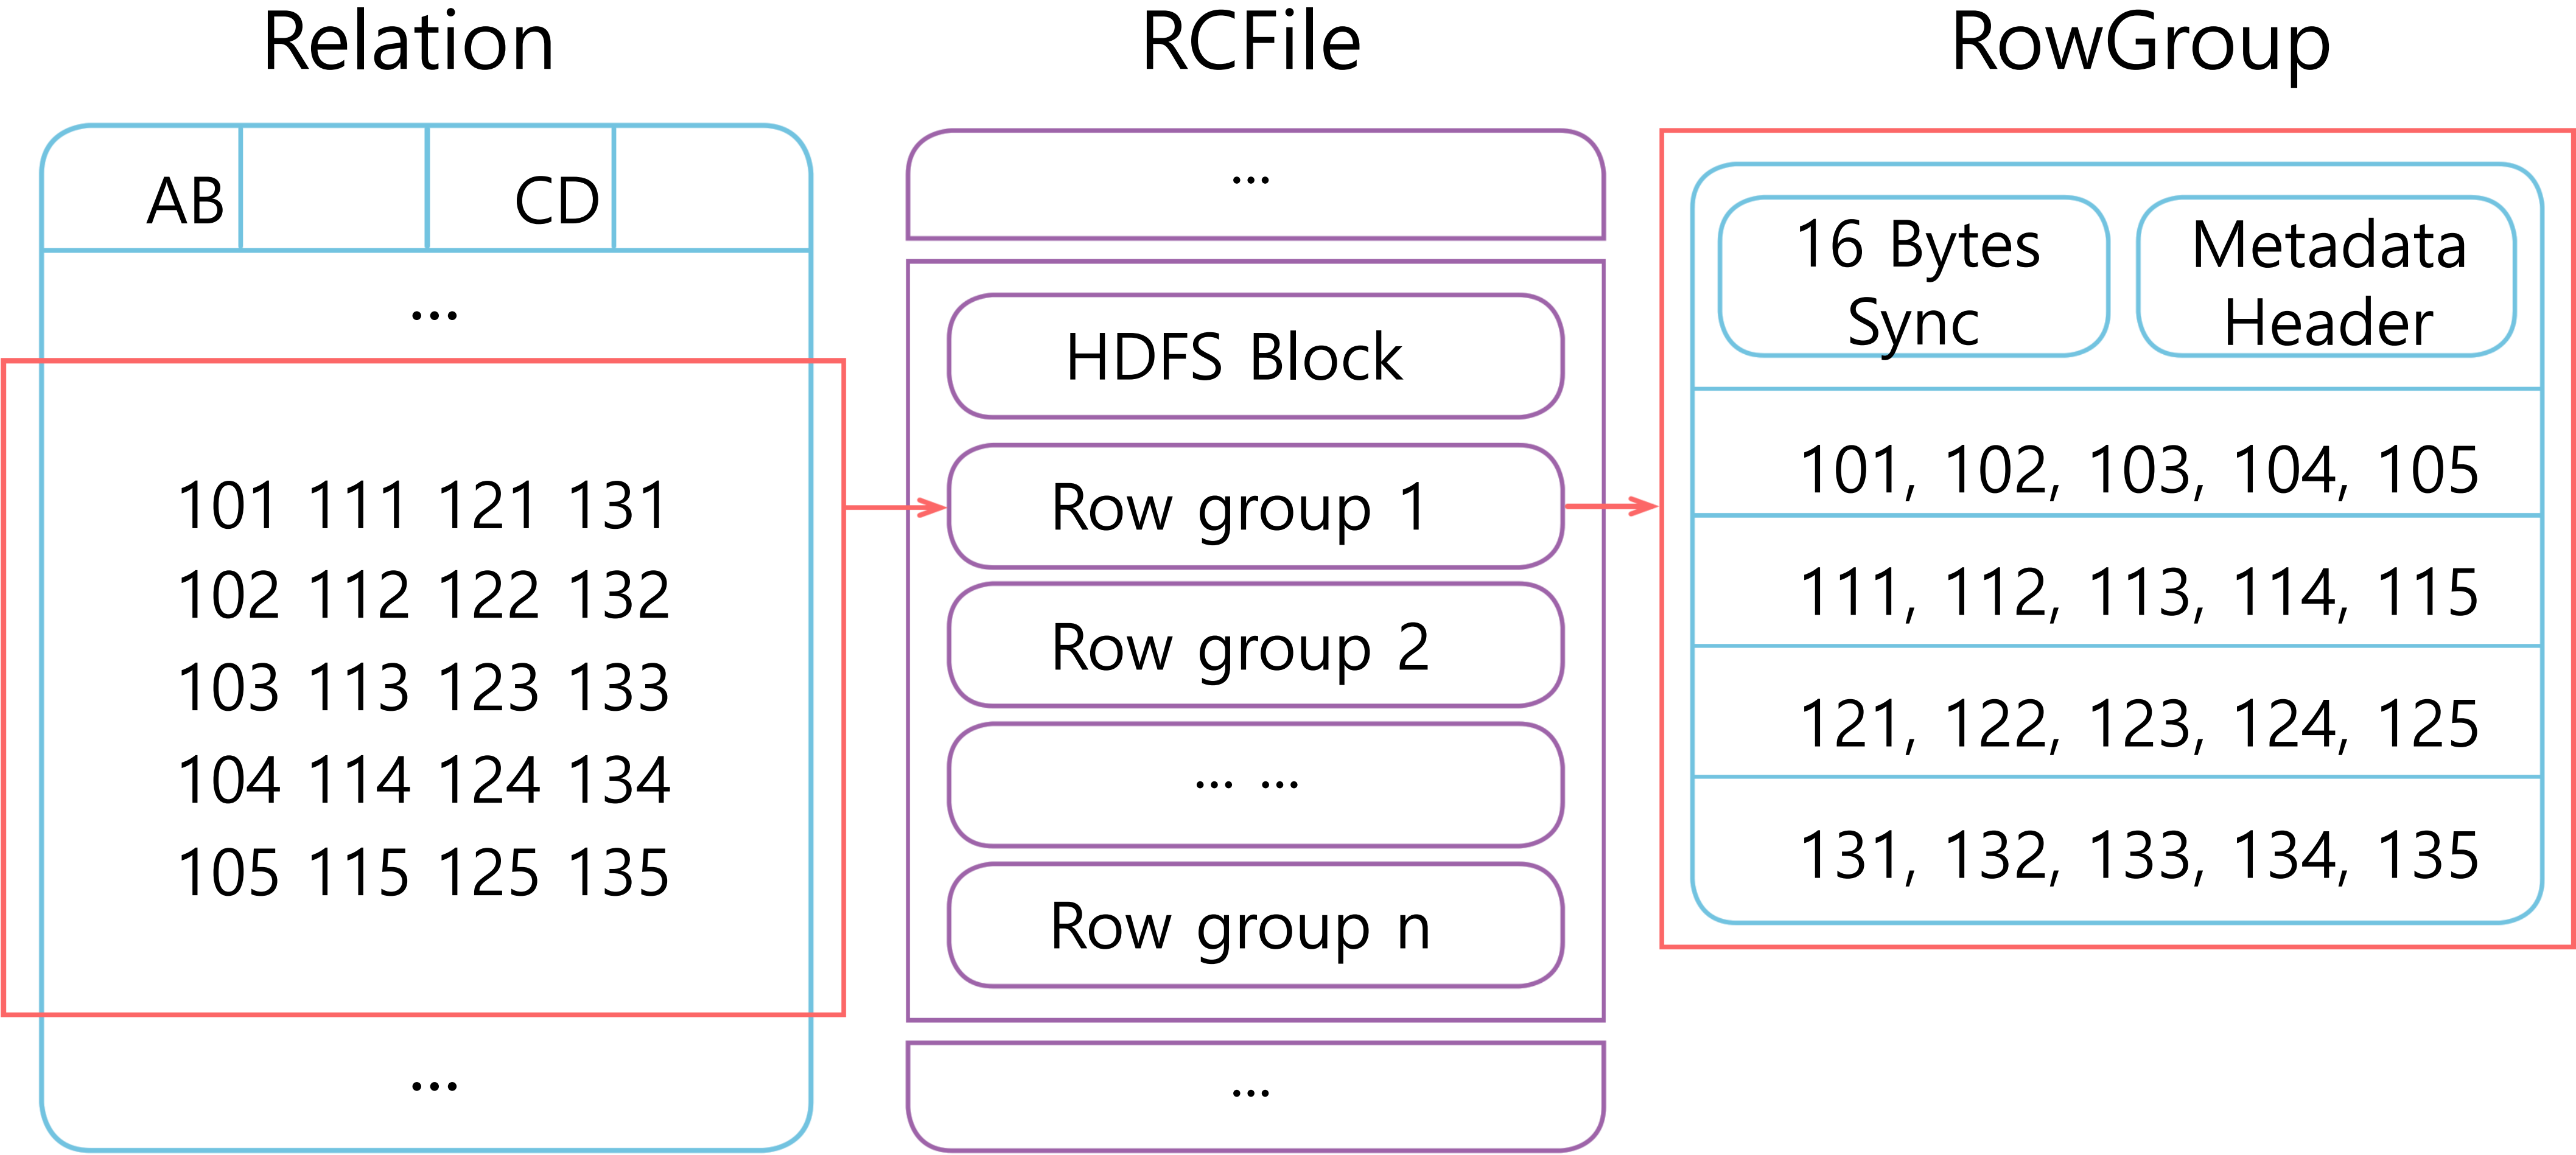 Relation
AB CD
...
101 111 121 131
102 112 122 132
103 113 123 133
104 114 124 134
105 115 125 135
...
RCFile
...
HDFS Block
Row group 1
Row group 2
... ...
Row group n
...
RowGroup
16 Bytes
Sync
Metadata
Header
101, 102, 103, 104, 105
111, 112, 113, 114, 115
121, 122, 123, 124, 125
131, 132, 133, 134, 135